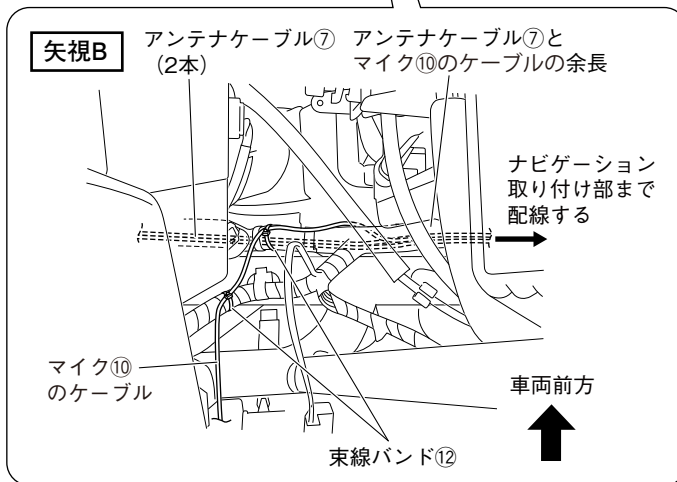 矢視B
アンテナケーブル⑦
（2本）
アンテナケーブル⑦と
マイク⑩のケーブルの余長
ナビゲーション
取り付け部まで
配線する
マイク⑩
のケーブル
車両前方
束線バンド⑫